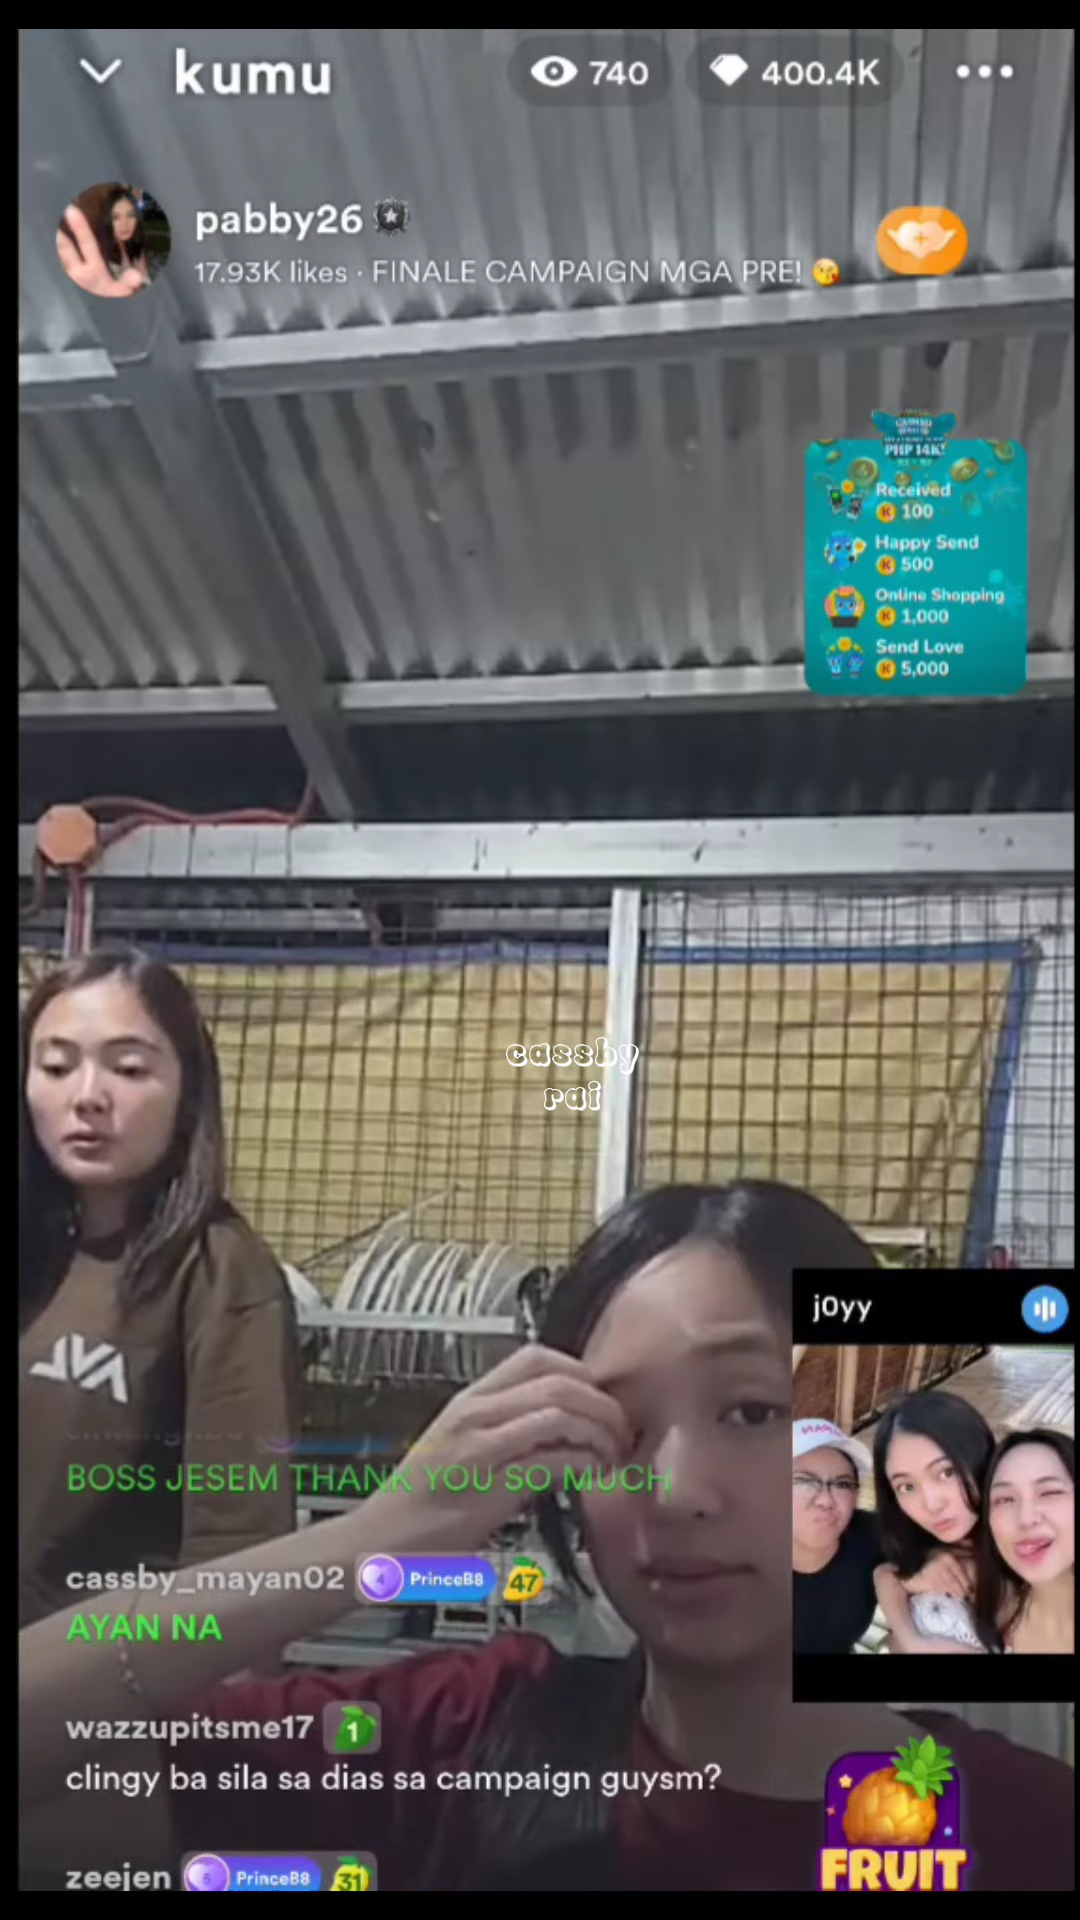 kumu
740
400.4K
pabby26
17.93K likes · FINALE CAMPAIGN MGA PRE! 😘
PHP 14K!
Received
K 100
Happy Send
K 500
Online Shopping
K 1,000
Send Love
K 5,000
cassby
rai
j0yy
BOSS JESEM THANK YOU SO MUCH
cassby_mayan02 4 PrinceB8 47
AYAN NA
wazzupitsme17 1
clingy ba sila sa dias sa campaign guysm?
zeejen 5 PrinceB8 31
FRUIT